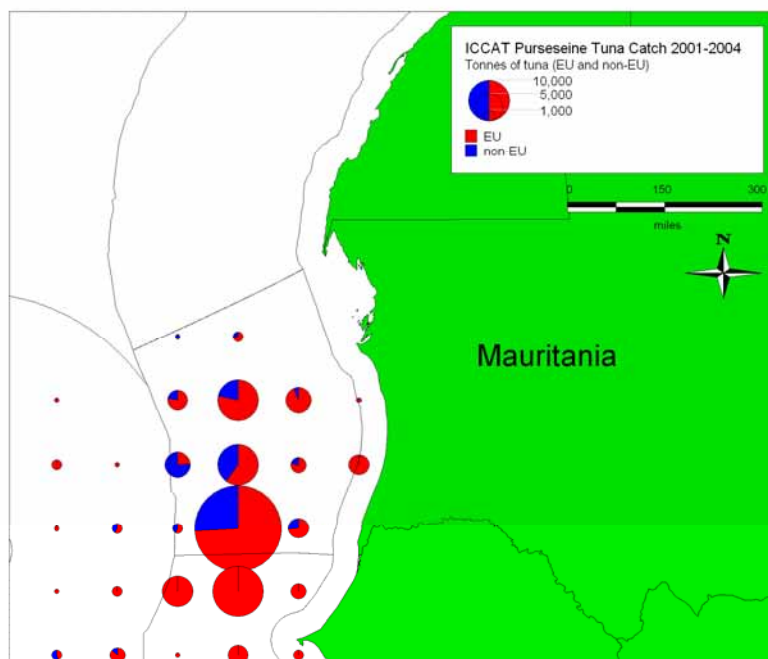 ICCAT Purseseine Tuna Catch 2001-2004
Tonnes of tuna (EU and non-EU)
10,000
5,000
1,000
EU
non-EU
0 150 300
miles
N
Mauritania